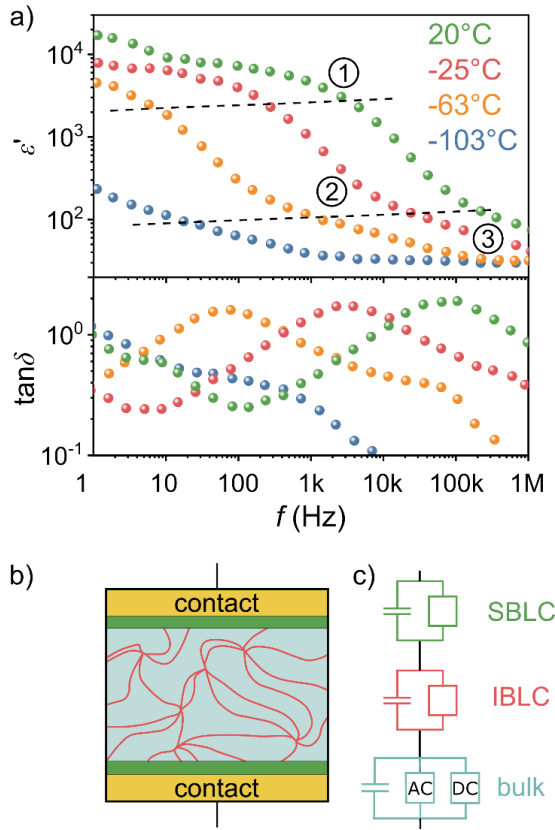 a)
10⁴
10³
10²
ε'
20°C
-25°C
-63°C
-103°C
①
②
③
10⁰
10⁻¹
tanδ
1 10 100 1k 10k 100k 1M
f (Hz)
b)
contact
contact
c)
SBLC
IBLC
AC DC bulk